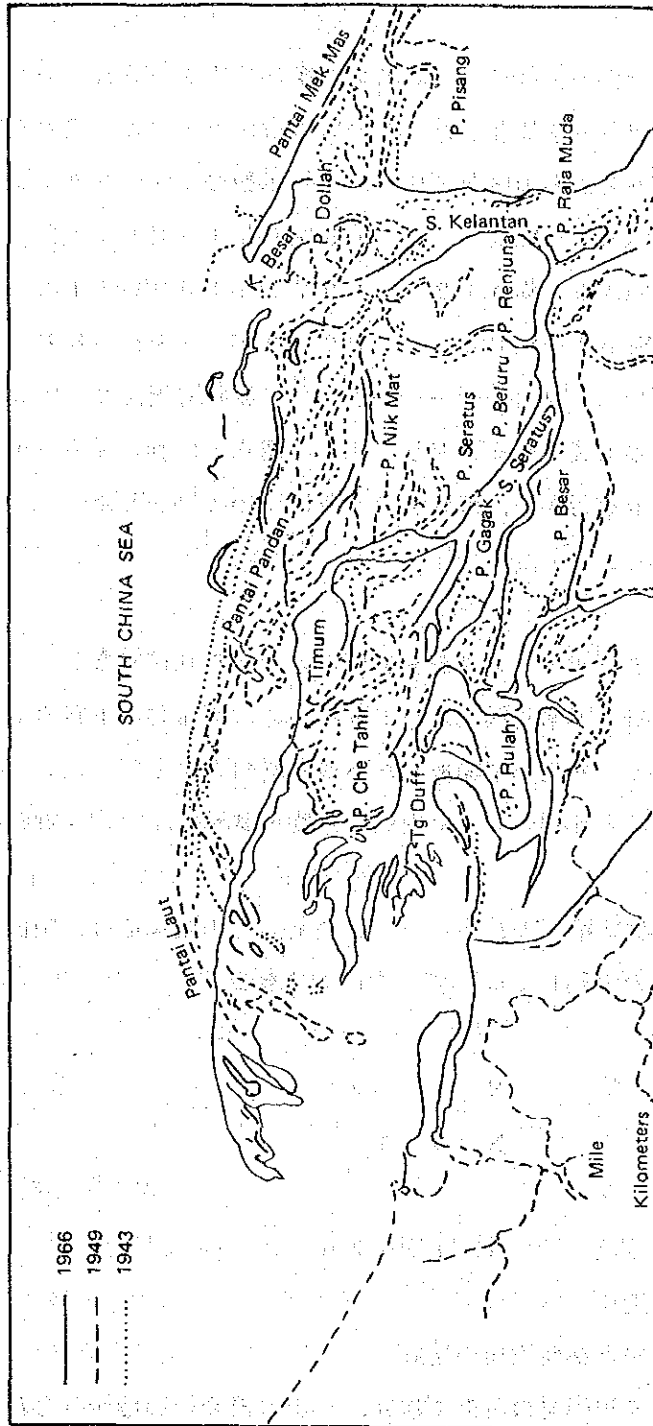 1966
1949
1943
SOUTH CHINA SEA
Pantai Laut
Pantai Pandan
K. Besar
Pantai Mek Mas
P. Dollah
Timum
P. Nik Mat
S. Kelantan
P. Pisang
P. Che Tahir
P. Seratus
P. Beluru
P. Renjuna
P. Raja Muda
Tg Duff
P. Gagak
S. Seratus
P. Rulah
P. Besar
Mile
Kilometers